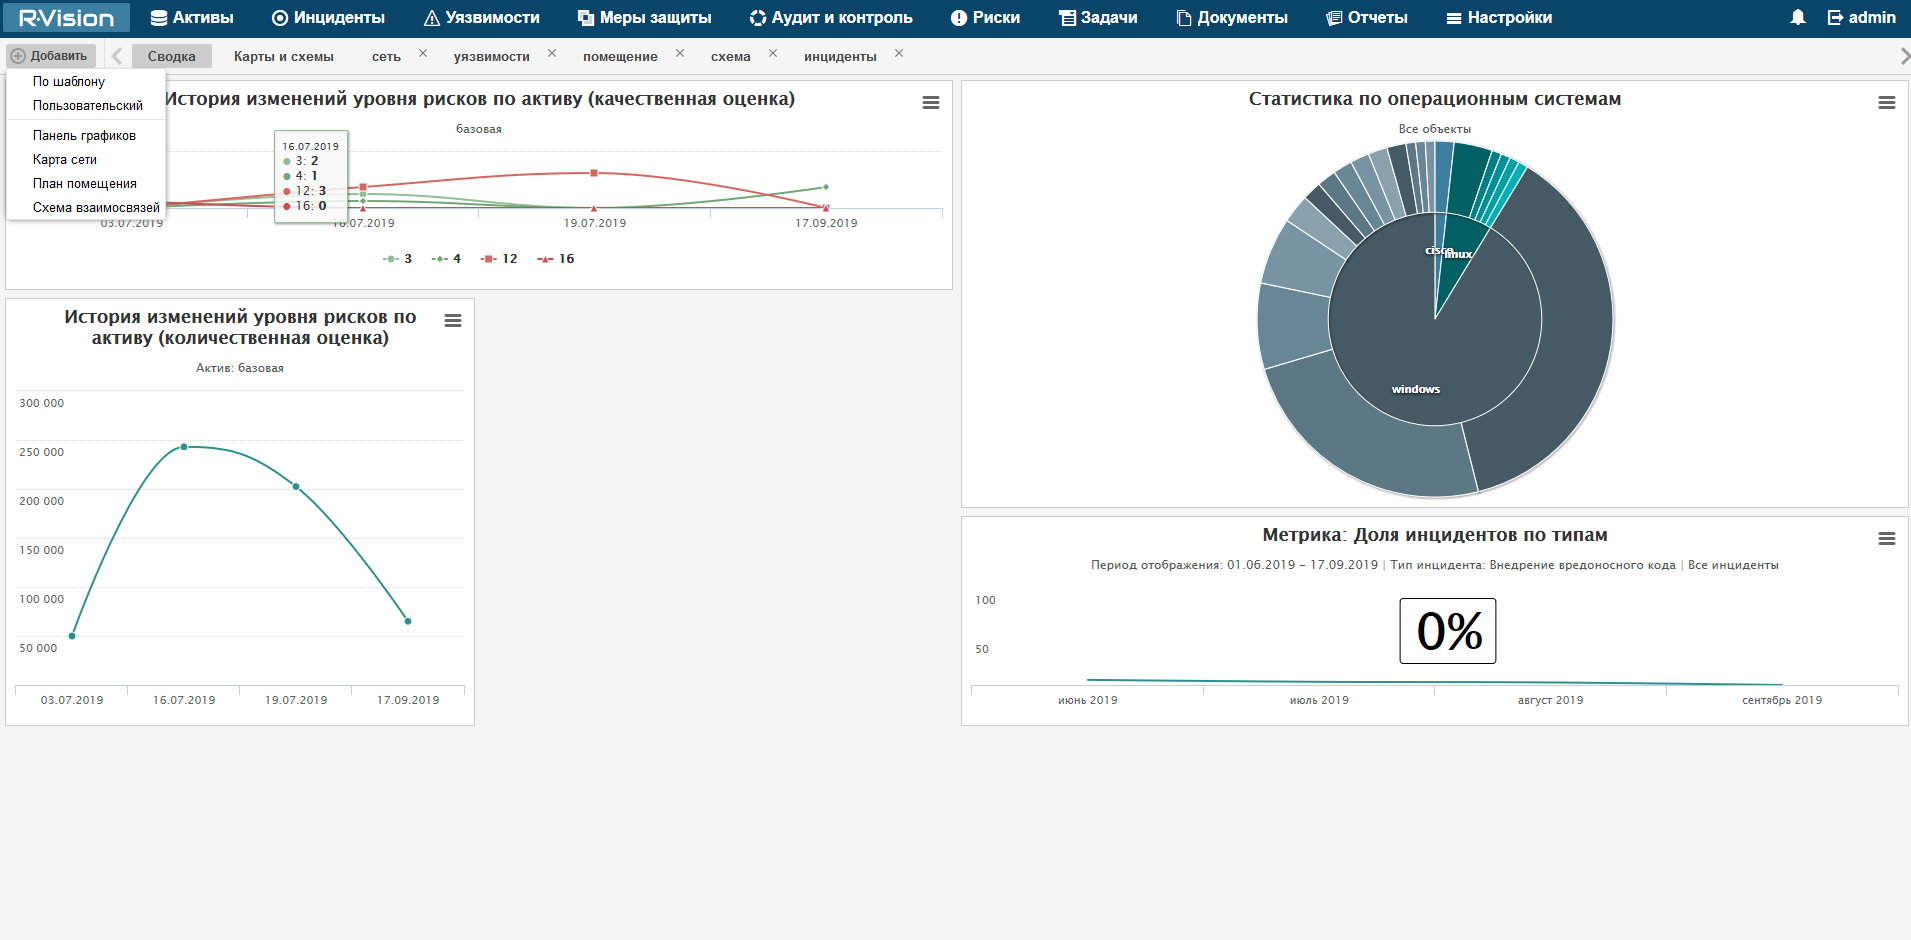 R·Vision
Активы
Инциденты
Уязвимости
Меры защиты
Аудит и контроль
Риски
Задачи
Документы
Отчеты
Настройки
admin
Добавить
Сводка
Карты и схемы
сеть
уязвимости
помещение
схема
инциденты
По шаблону
Пользовательский
Панель графиков
Карта сети
План помещения
Схема взаимосвязей
История изменений уровня рисков по активу (качественная оценка)
базовая
16.07.2019
3: 2
4: 1
12: 3
16: 0
03.07.2019
16.07.2019
19.07.2019
17.09.2019
3
4
12
16
Статистика по операционным системам
Все объекты
cisco
linux
windows
История изменений уровня рисков по
активу (количественная оценка)
Актив: базовая
300 000
250 000
200 000
150 000
100 000
50 000
03.07.2019
16.07.2019
19.07.2019
17.09.2019
Метрика: Доля инцидентов по типам
Период отображения: 01.06.2019 – 17.09.2019 | Тип инцидента: Внедрение вредоносного кода | Все инциденты
100
50
0%
июнь 2019
июль 2019
август 2019
сентябрь 2019